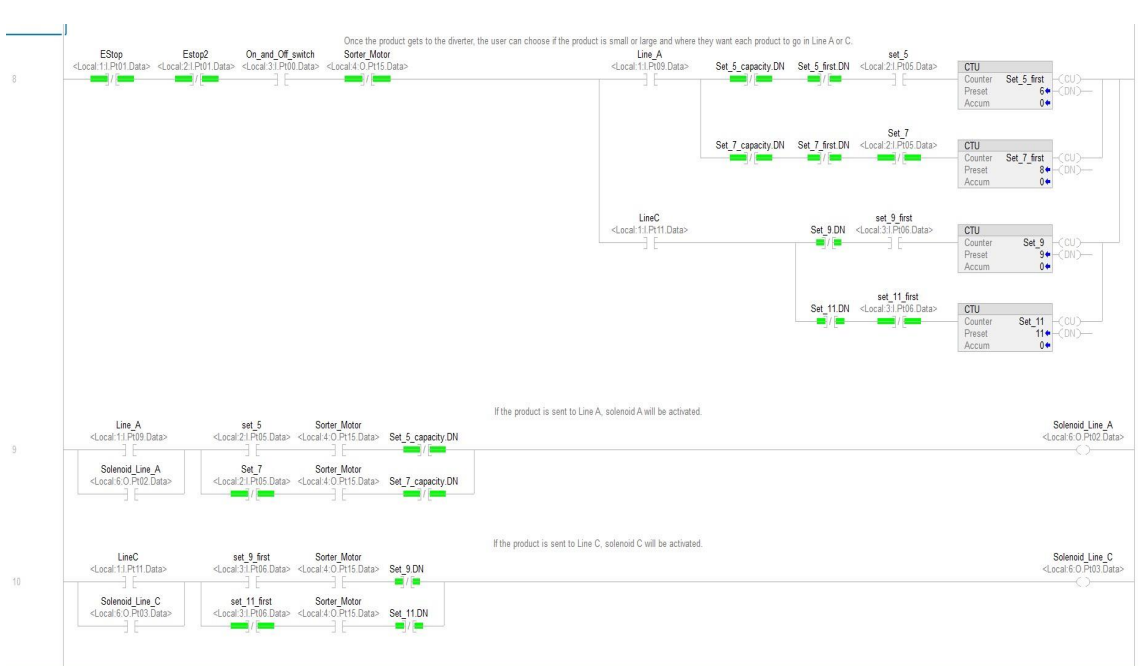 Once the product gets to the diverter, the user can choose if the product is small or large and where they want each product to go in Line A or C.
EStop Estop2 On_and_Off_switch Sorter_Motor Line_A set_5
<Local:1:I.Pt01.Data> <Local:2:I.Pt01.Data> <Local:3:I.Pt00.Data> <Local:4:O.Pt15.Data> <Local:1:I.Pt09.Data> Set_5_capacity.DN Set_5_first.DN <Local:2:I.Pt05.Data> CTU
8 Counter Set_5_first (CU)
Preset 6 (DN)
Accum 0
Set_7
Set_7_capacity.DN Set_7_first.DN <Local:2:I.Pt05.Data> CTU
Counter Set_7_first (CU)
Preset 8 (DN)
Accum 0
LineC set_9_first
<Local:1:I.Pt11.Data> Set_9.DN <Local:3:I.Pt06.Data> CTU
Counter Set_9 (CU)
Preset 9 (DN)
Accum 0
set_11_first
Set_11.DN <Local:3:I.Pt06.Data> CTU
Counter Set_11 (CU)
Preset 11 (DN)
Accum 0
If the product is sent to Line A, solenoid A will be activated.
Line_A set_5 Sorter_Motor Solenoid_Line_A
<Local:1:I.Pt09.Data> <Local:2:I.Pt05.Data> <Local:4:O.Pt15.Data> Set_5_capacity.DN <Local:6:O.Pt02.Data>
9
Solenoid_Line_A Set_7 Sorter_Motor
<Local:6:O.Pt02.Data> <Local:2:I.Pt05.Data> <Local:4:O.Pt15.Data> Set_7_capacity.DN
If the product is sent to Line C, solenoid C will be activated.
LineC set_9_first Sorter_Motor Solenoid_Line_C
<Local:1:I.Pt11.Data> <Local:3:I.Pt06.Data> <Local:4:O.Pt15.Data> Set_9.DN <Local:6:O.Pt03.Data>
10
Solenoid_Line_C set_11_first Sorter_Motor
<Local:6:O.Pt03.Data> <Local:3:I.Pt06.Data> <Local:4:O.Pt15.Data> Set_11.DN